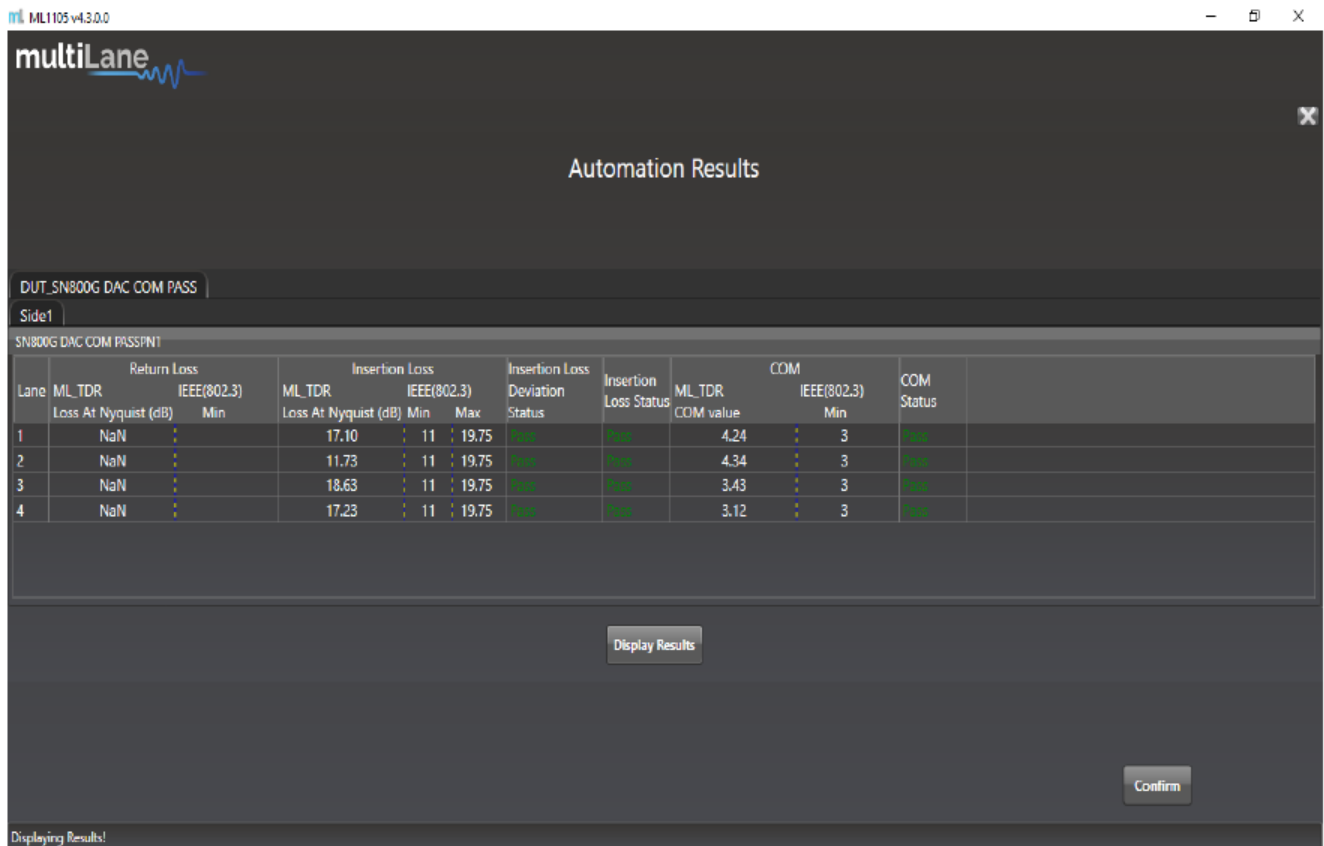 ML1105 v4.3.0.0
multiLane
Automation Results
DUT_SN800G DAC COM PASS
Side1
SN800G DAC COM PASSPN1
Return Loss Insertion Loss Insertion Loss COM
Lane ML_TDR IEEE(802.3) ML_TDR IEEE(802.3) Deviation Insertion Loss Status ML_TDR IEEE(802.3) COM Status
Loss At Nyquist (dB) Min Loss At Nyquist (dB) Min Max Status COM value Min
1 NaN 17.10 11 19.75 Pass Pass 4.24 3 Pass
2 NaN 11.73 11 19.75 Pass Pass 4.34 3 Pass
3 NaN 18.63 11 19.75 Pass Pass 3.43 3 Pass
4 NaN 17.23 11 19.75 Pass Pass 3.12 3 Pass
Display Results
Confirm
Displaying Results!